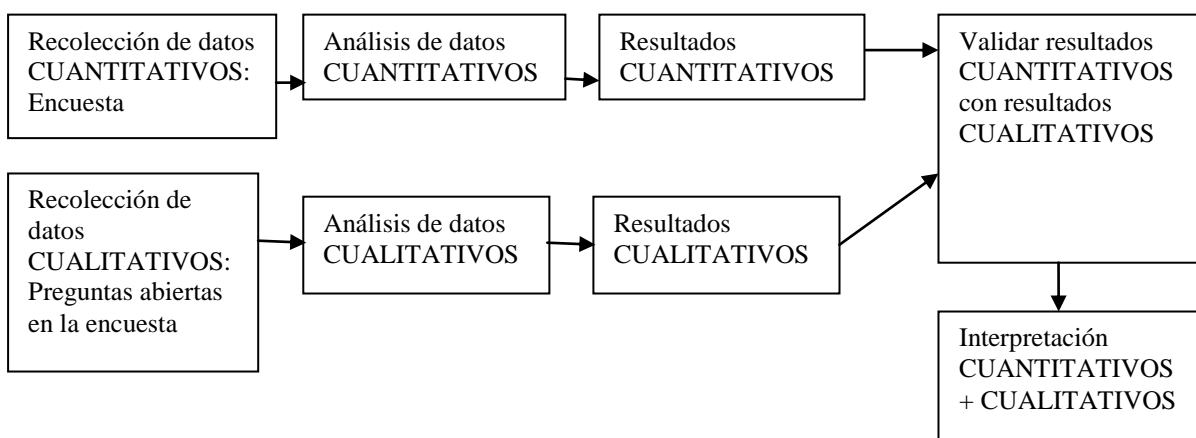 Recolección de datos
CUANTITATIVOS:
Encuesta
Análisis de datos
CUANTITATIVOS
Resultados
CUANTITATIVOS
Validar resultados
CUANTITATIVOS
con resultados
CUALITATIVOS
Recolección de
datos
CUALITATIVOS:
Preguntas abiertas
en la encuesta
Análisis de datos
CUALITATIVOS
Resultados
CUALITATIVOS
Interpretación
CUANTITATIVOS
+ CUALITATIVOS